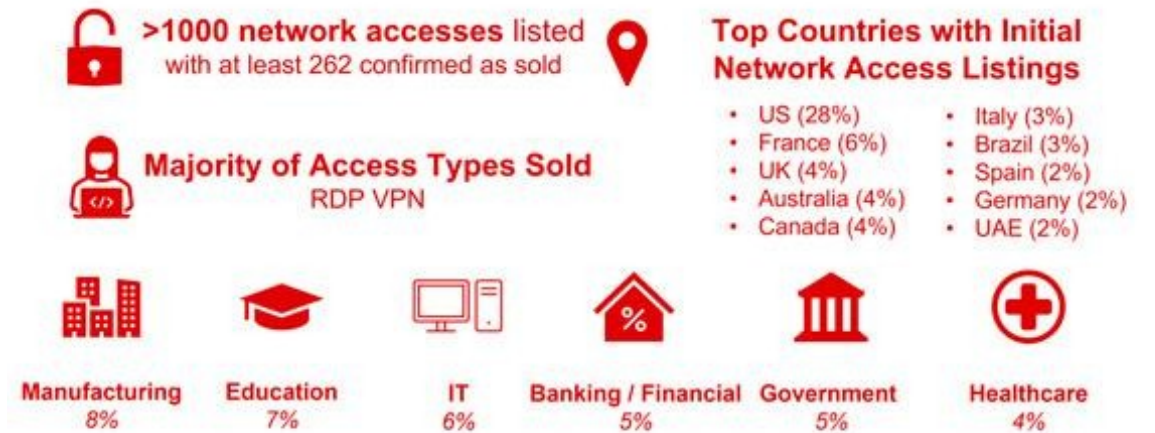 >1000 network accesses listed
with at least 262 confirmed as sold
Majority of Access Types Sold
RDP VPN
Top Countries with Initial
Network Access Listings
• US (28%)
• France (6%)
• UK (4%)
• Australia (4%)
• Canada (4%)
• Italy (3%)
• Brazil (3%)
• Spain (2%)
• Germany (2%)
• UAE (2%)
</>
%
Manufacturing
8%
Education
7%
IT
6%
Banking / Financial
5%
Government
5%
Healthcare
4%